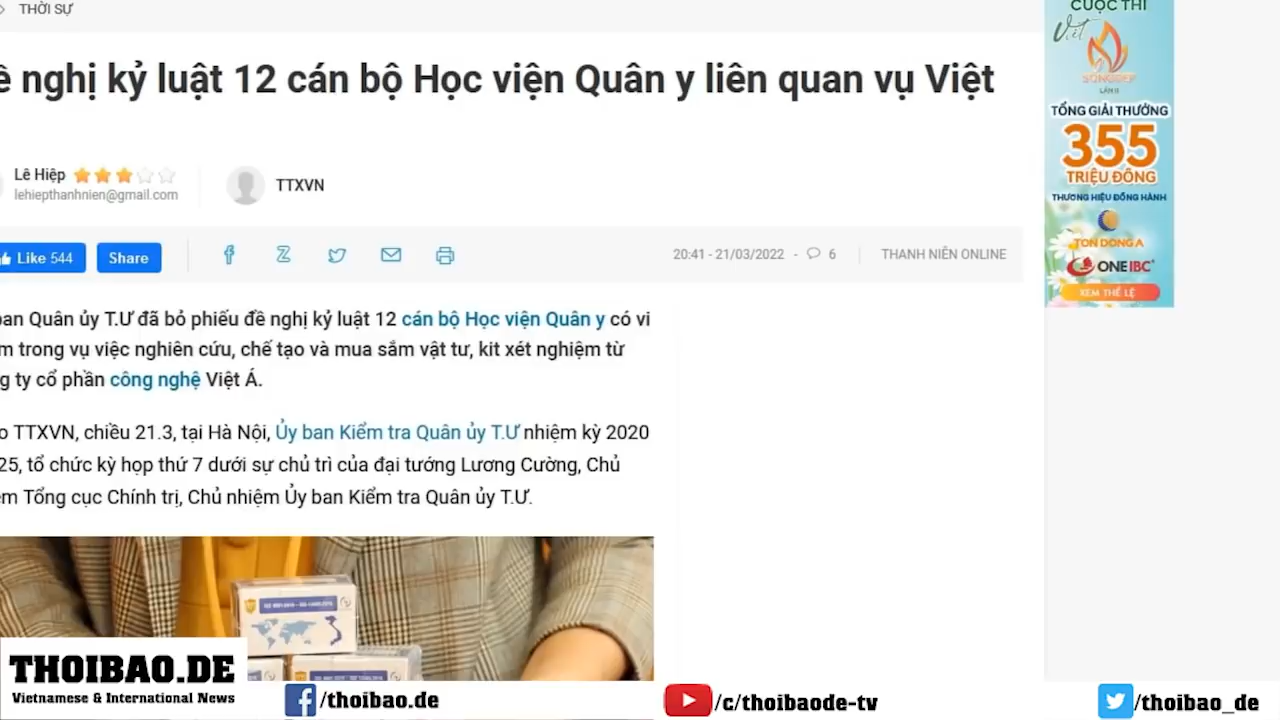 THỜI SỰ
nghị kỷ luật 12 cán bộ Học viện Quân y liên quan vụ Việt
Lê Hiệp
lehiepthanhnien@gmail.com
TTXVN
Like 544
Share
20:41 - 21/03/2022 - 6
THANH NIÊN ONLINE
ban Quân ủy T.Ư đã bỏ phiếu đề nghị kỷ luật 12 cán bộ Học viện Quân y có vi
m trong vụ việc nghiên cứu, chế tạo và mua sắm vật tư, kit xét nghiệm từ
g ty cổ phần công nghệ Việt Á.
o TTXVN, chiều 21.3, tại Hà Nội, Ủy ban Kiểm tra Quân ủy T.Ư nhiệm kỳ 2020
25, tổ chức kỳ họp thứ 7 dưới sự chủ trì của đại tướng Lương Cường, Chủ
m Tổng cục Chính trị, Chủ nhiệm Ủy ban Kiểm tra Quân ủy T.Ư.
CUỘC THI
Việt
SỐNG ĐẸP
LẦN II
TỔNG GIẢI THƯỞNG
355
TRIỆU ĐỒNG
THƯƠNG HIỆU ĐỒNG HÀNH
TON DONG A
ONE IBC
XEM THỂ LỆ
THOIBAO.DE
Vietnamese & International News
/thoibao.de
/c/thoibaode-tv
/thoibao_de